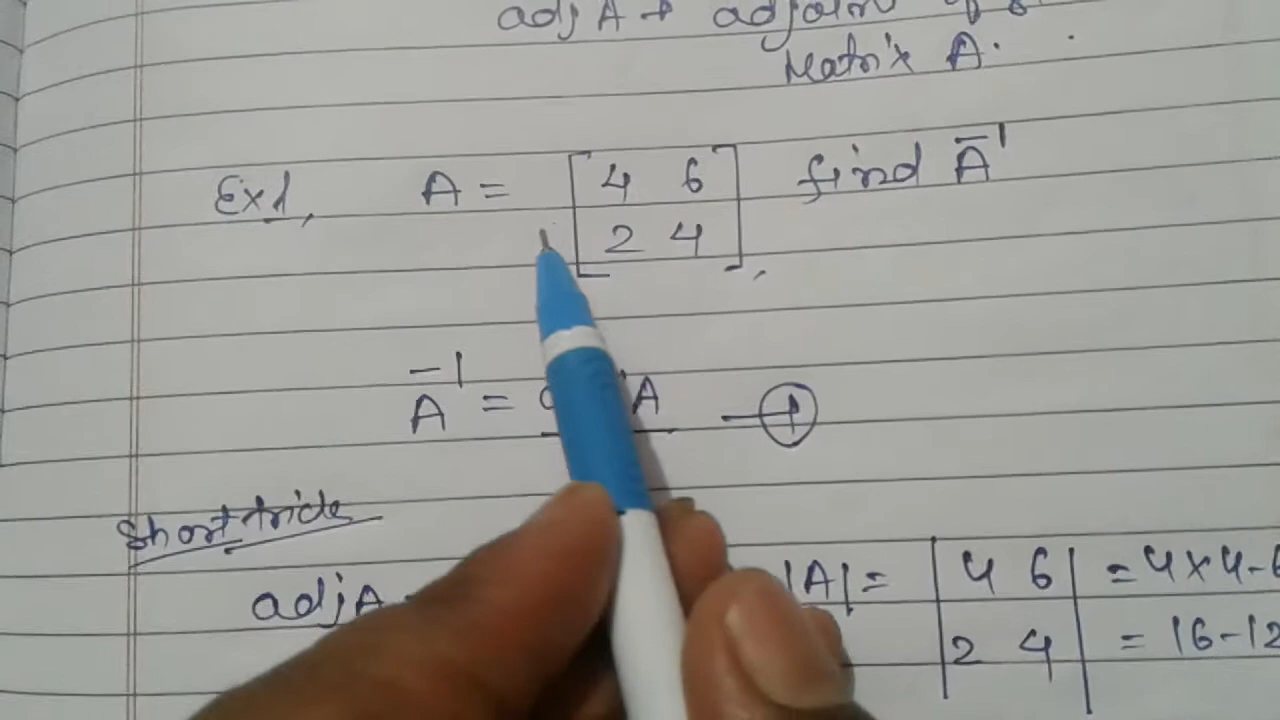 adj A → adjoint of
Matrix A.
Ex1, A = [4 6 find A⁻¹
2 4],
A⁻¹ = A — ①
Short trick
adj A |A| = |4 6| = 4×4-6
|2 4| = 16-12